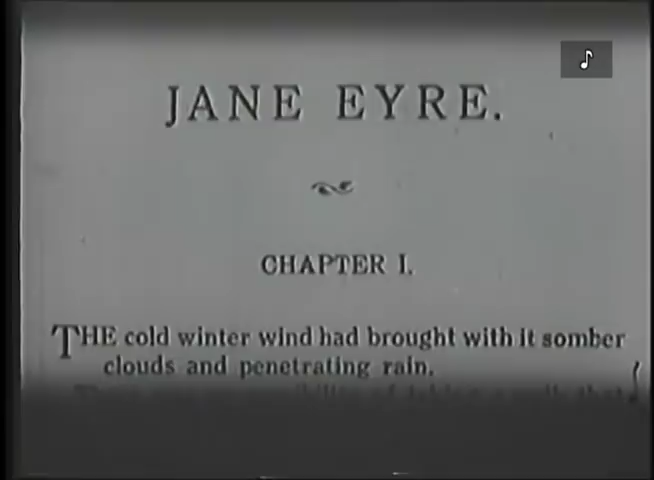 JANE EYRE.
CHAPTER I.
THE cold winter wind had brought with it somber
clouds and penetrating rain.